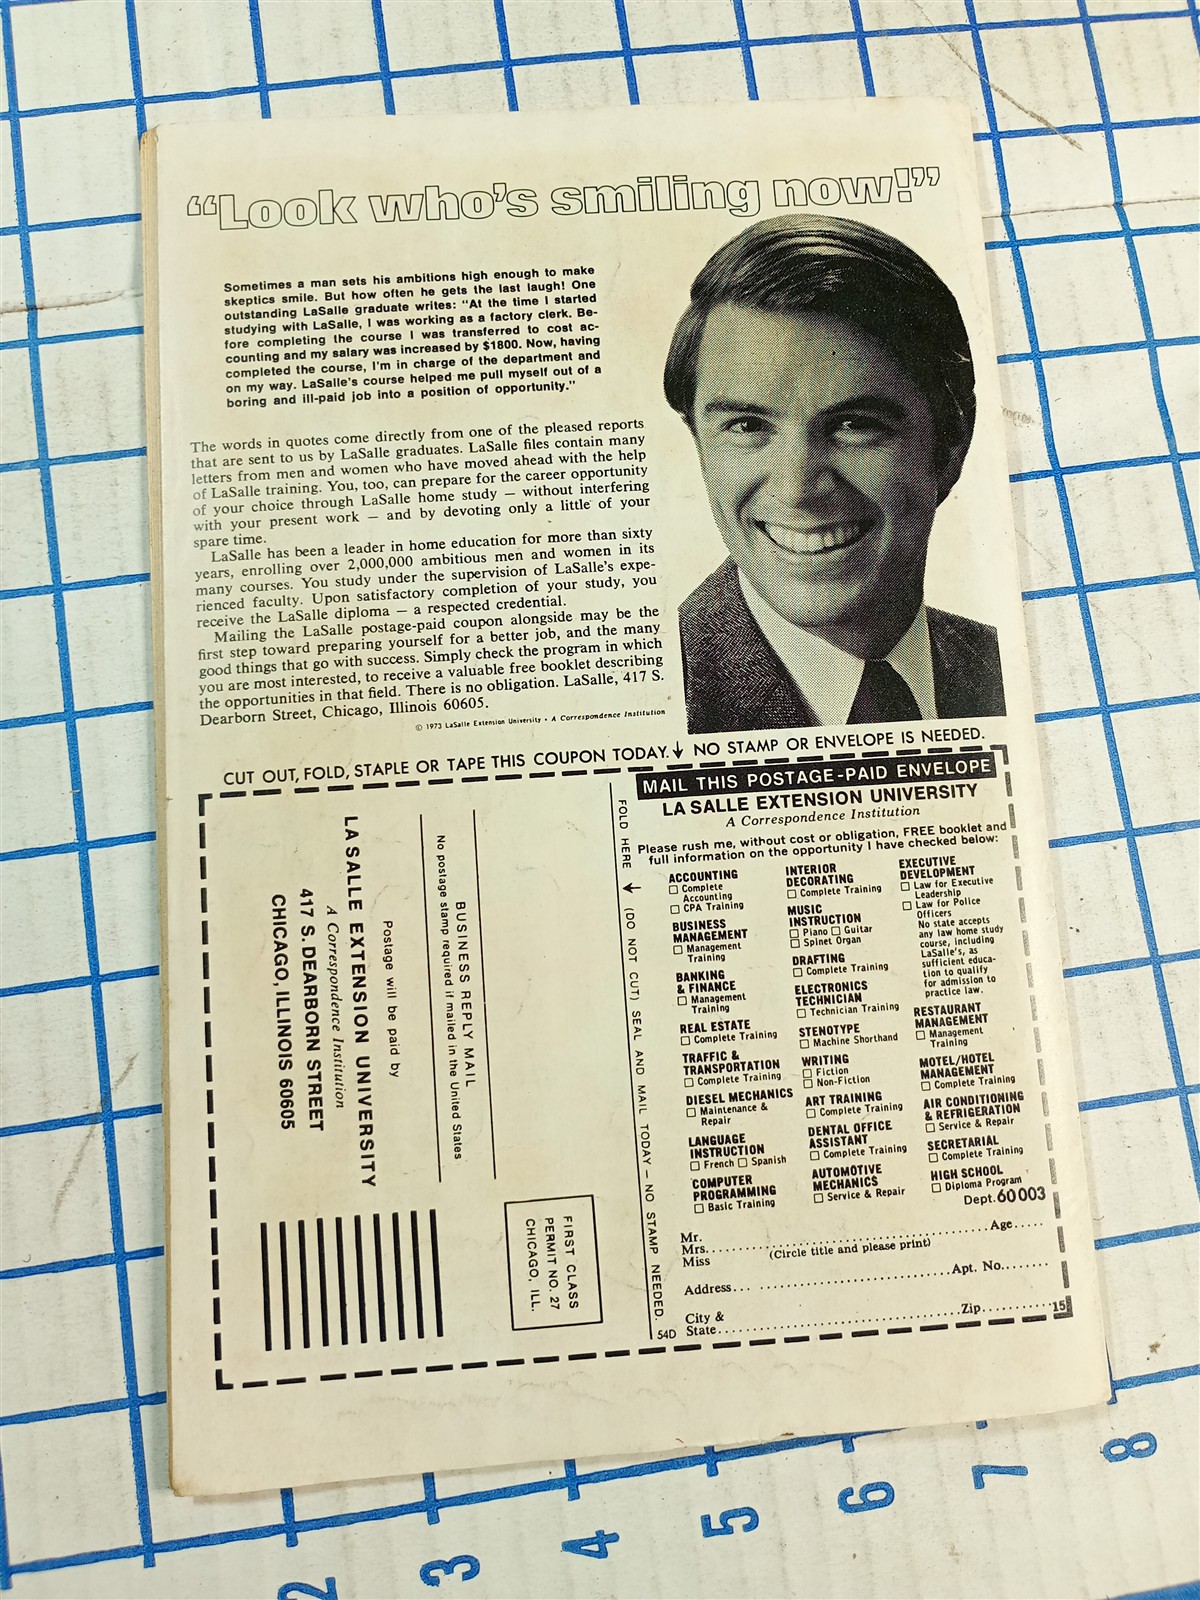 “Look who’s smiling now!”
Sometimes a man sets his ambitions high enough to make
skeptics smile. But how often he gets the last laugh! One
outstanding LaSalle graduate writes: “At the time I started
studying with LaSalle, I was working as a factory clerk. Be-
fore completing the course I was transferred to cost ac-
counting and my salary was increased by $1800. Now, having
completed the course, I’m in charge of the department and
on my way. LaSalle’s course helped me pull myself out of a
boring and ill-paid job into a position of opportunity.”
The words in quotes come directly from one of the pleased reports
that are sent to us by LaSalle graduates. LaSalle files contain many
letters from men and women who have moved ahead with the help
of LaSalle training. You, too, can prepare for the career opportunity
of your choice through LaSalle home study — without interfering
with your present work — and by devoting only a little of your
spare time.
LaSalle has been a leader in home education for more than sixty
years, enrolling over 2,000,000 ambitious men and women in its
many courses. You study under the supervision of LaSalle’s expe-
rienced faculty. Upon satisfactory completion of your study, you
receive the LaSalle diploma — a respected credential.
Mailing the LaSalle postage-paid coupon alongside may be the
first step toward preparing yourself for a better job, and the many
good things that go with success. Simply check the program in which
you are most interested, to receive a valuable free booklet describing
the opportunities in that field. There is no obligation. LaSalle, 417 S.
Dearborn Street, Chicago, Illinois 60605.
© 1973 LaSalle Extension University • A Correspondence Institution
CUT OUT, FOLD, STAPLE OR TAPE THIS COUPON TODAY. ↓ NO STAMP OR ENVELOPE IS NEEDED.
BUSINESS REPLY MAIL
No postage stamp required if mailed in the United States
Postage will be paid by
LA SALLE EXTENSION UNIVERSITY
A Correspondence Institution
417 S. DEARBORN STREET
CHICAGO, ILLINOIS 60605
FIRST CLASS
PERMIT NO. 27
CHICAGO, ILL.
FOLD HERE → (DO NOT CUT) SEAL AND MAIL TODAY — NO STAMP NEEDED.
MAIL THIS POSTAGE-PAID ENVELOPE
LA SALLE EXTENSION UNIVERSITY
A Correspondence Institution
Please rush me, without cost or obligation, FREE booklet and
full information on the opportunity I have checked below:
ACCOUNTING
☐ Complete
Accounting
☐ CPA Training
BUSINESS
MANAGEMENT
☐ Management
Training
BANKING
& FINANCE
☐ Management
Training
REAL ESTATE
☐ Complete Training
TRAFFIC &
TRANSPORTATION
☐ Complete Training
DIESEL MECHANICS
☐ Maintenance &
Repair
LANGUAGE
INSTRUCTION
☐ French ☐ Spanish
COMPUTER
PROGRAMMING
☐ Basic Training
INTERIOR
DECORATING
☐ Complete Training
MUSIC
INSTRUCTION
☐ Piano ☐ Guitar
☐ Spinet Organ
DRAFTING
☐ Complete Training
ELECTRONICS
TECHNICIAN
☐ Technician Training
STENOTYPE
☐ Machine Shorthand
WRITING
☐ Fiction
☐ Non-Fiction
ART TRAINING
☐ Complete Training
DENTAL OFFICE
ASSISTANT
☐ Complete Training
AUTOMOTIVE
MECHANICS
☐ Service & Repair
EXECUTIVE
DEVELOPMENT
☐ Law for Executive
Leadership
☐ Law for Police
Officers
No state accepts
any law home study
course, including
LaSalle’s, as
sufficient educa-
tion to qualify
for admission to
practice law.
RESTAURANT
MANAGEMENT
☐ Management
Training
MOTEL/HOTEL
MANAGEMENT
☐ Complete Training
AIR CONDITIONING
& REFRIGERATION
☐ Service & Repair
SECRETARIAL
☐ Complete Training
HIGH SCHOOL
☐ Diploma Program
Dept. 60003
Mr.
Mrs.......................................................Age.....
Miss (Circle title and please print)
Address... .............................Apt. No........
City &
State.............................................Zip............
54D
15
2 3 4 5 6 7 8